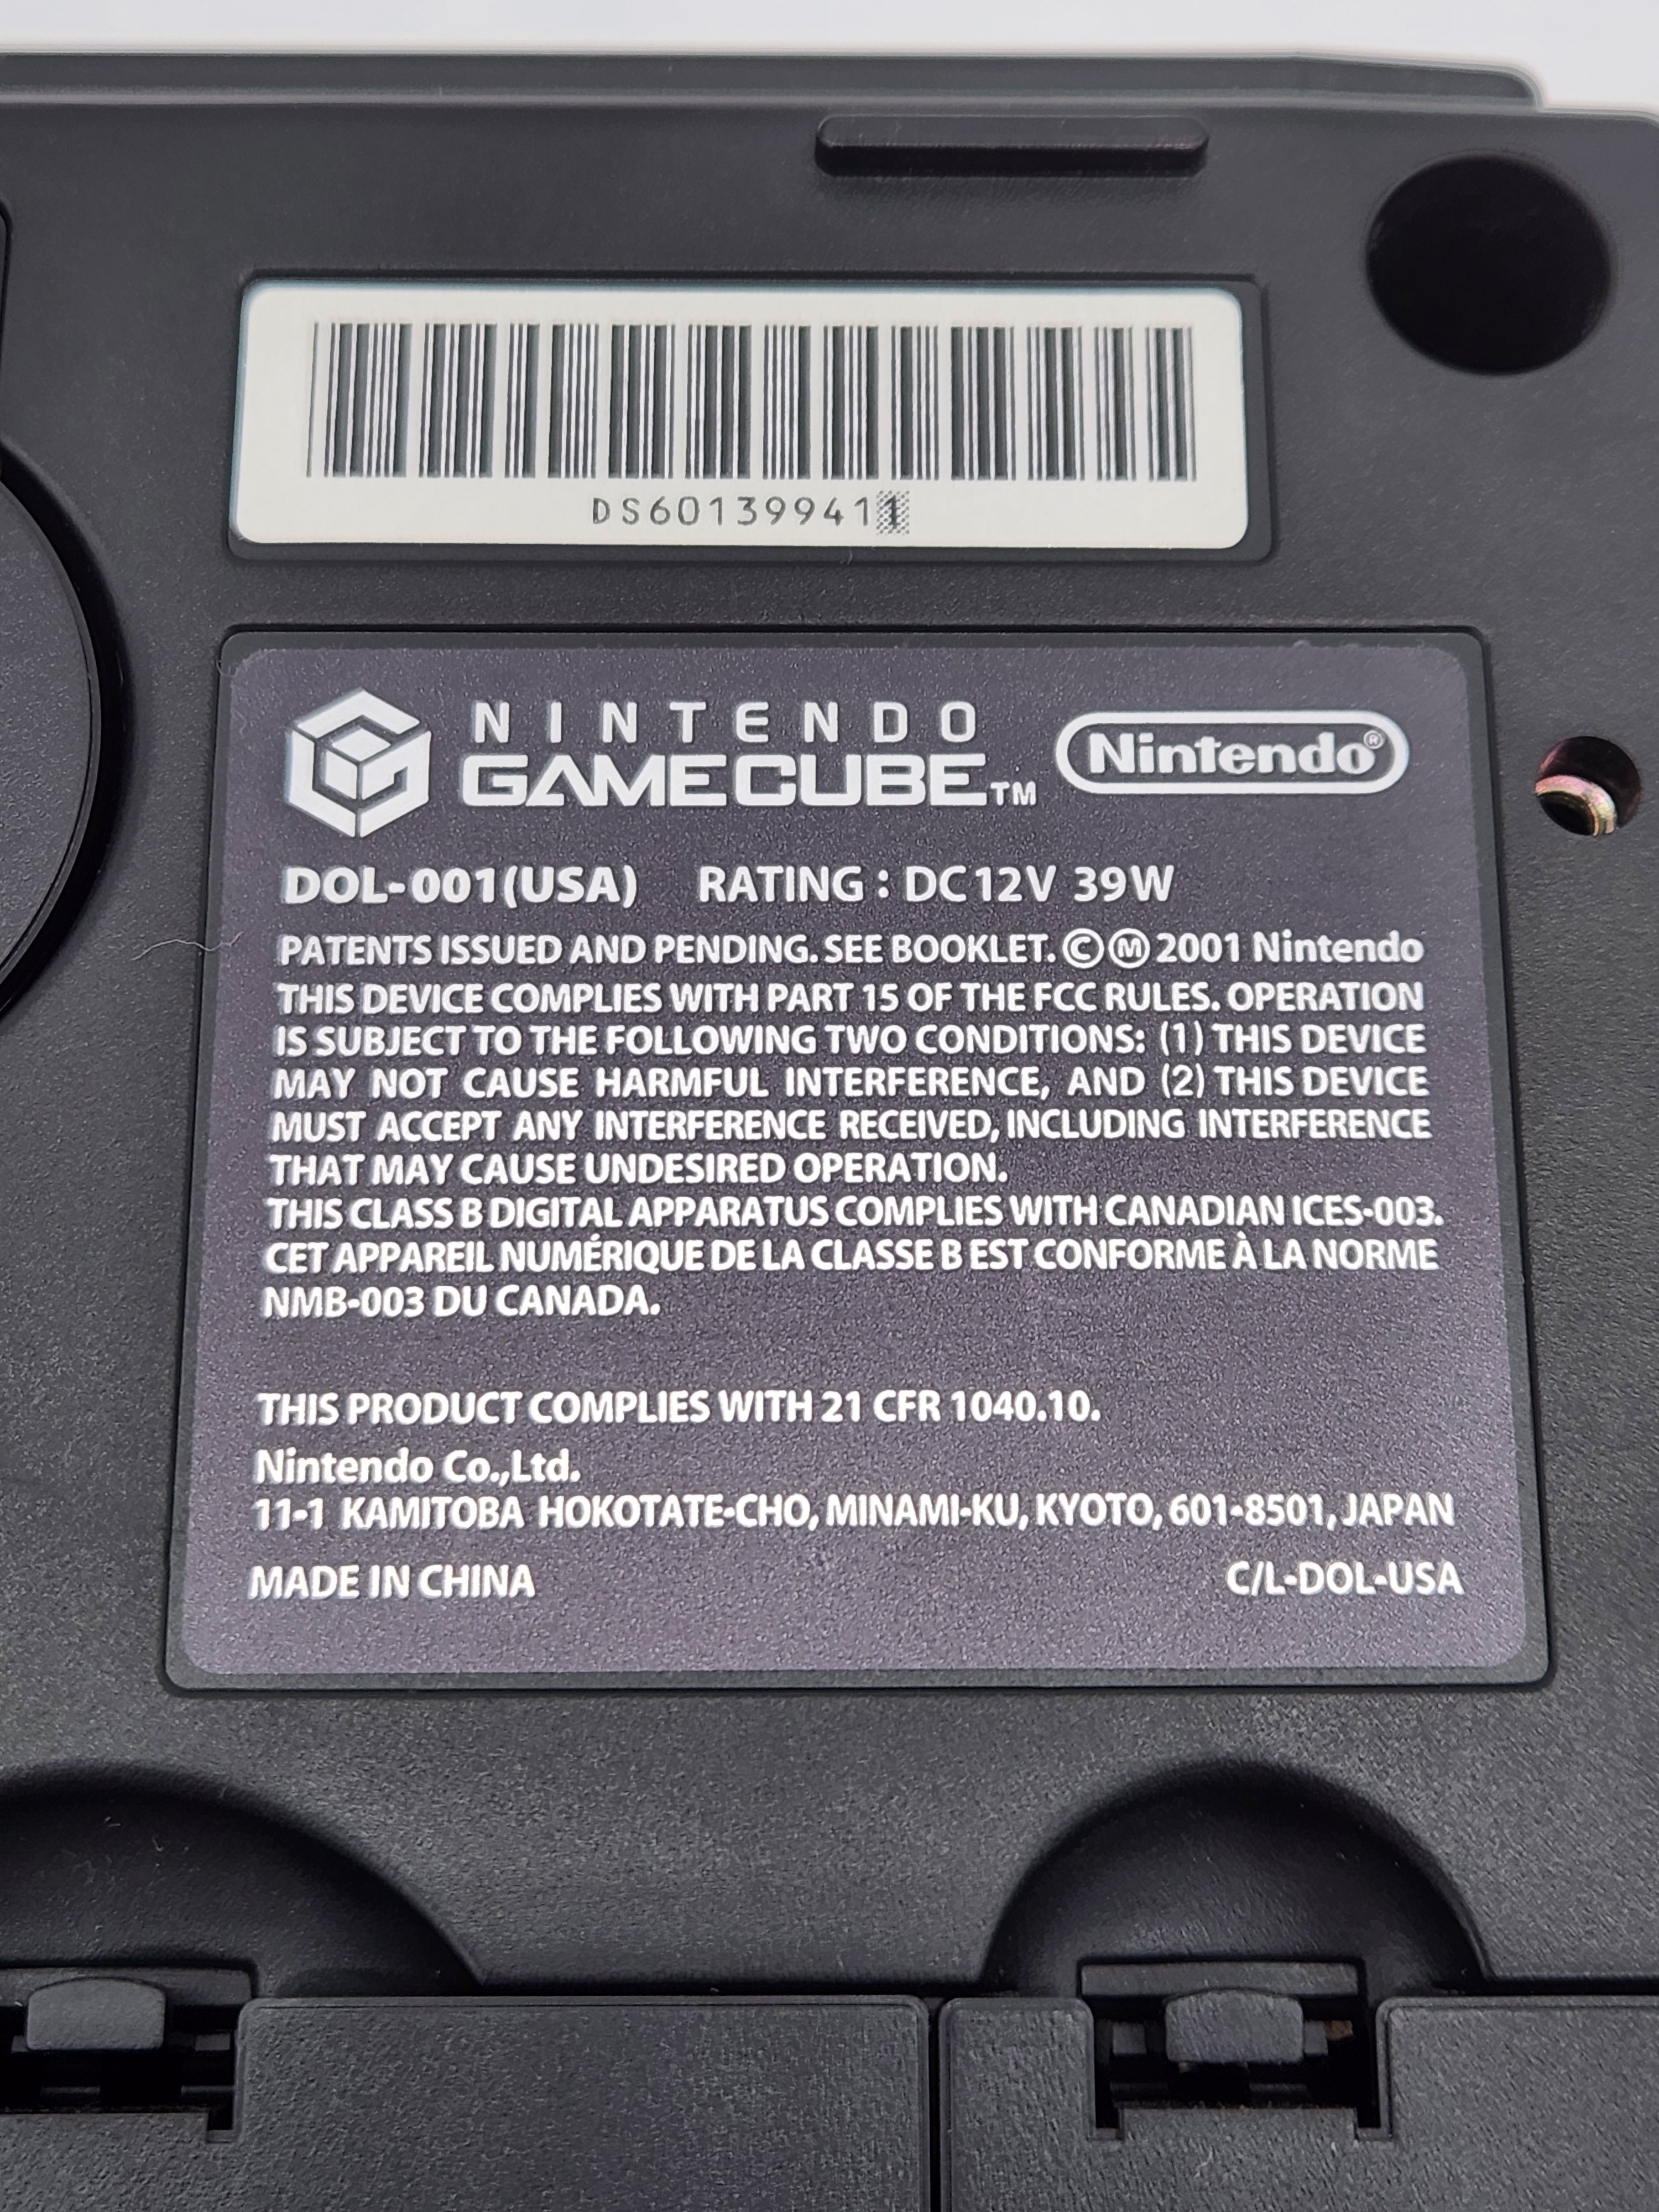 DS601399411
NINTENDO
GAMECUBE™
Nintendo®
DOL-001(USA) RATING : DC12V 39W
PATENTS ISSUED AND PENDING. SEE BOOKLET. ©Ⓜ2001 Nintendo
THIS DEVICE COMPLIES WITH PART 15 OF THE FCC RULES. OPERATION
IS SUBJECT TO THE FOLLOWING TWO CONDITIONS: (1) THIS DEVICE
MAY NOT CAUSE HARMFUL INTERFERENCE, AND (2) THIS DEVICE
MUST ACCEPT ANY INTERFERENCE RECEIVED, INCLUDING INTERFERENCE
THAT MAY CAUSE UNDESIRED OPERATION.
THIS CLASS B DIGITAL APPARATUS COMPLIES WITH CANADIAN ICES-003.
CET APPAREIL NUMÉRIQUE DE LA CLASSE B EST CONFORME À LA NORME
NMB-003 DU CANADA.
THIS PRODUCT COMPLIES WITH 21 CFR 1040.10.
Nintendo Co.,Ltd.
11-1 KAMITOBA HOKOTATE-CHO, MINAMI-KU, KYOTO, 601-8501, JAPAN
MADE IN CHINA C/L-DOL-USA